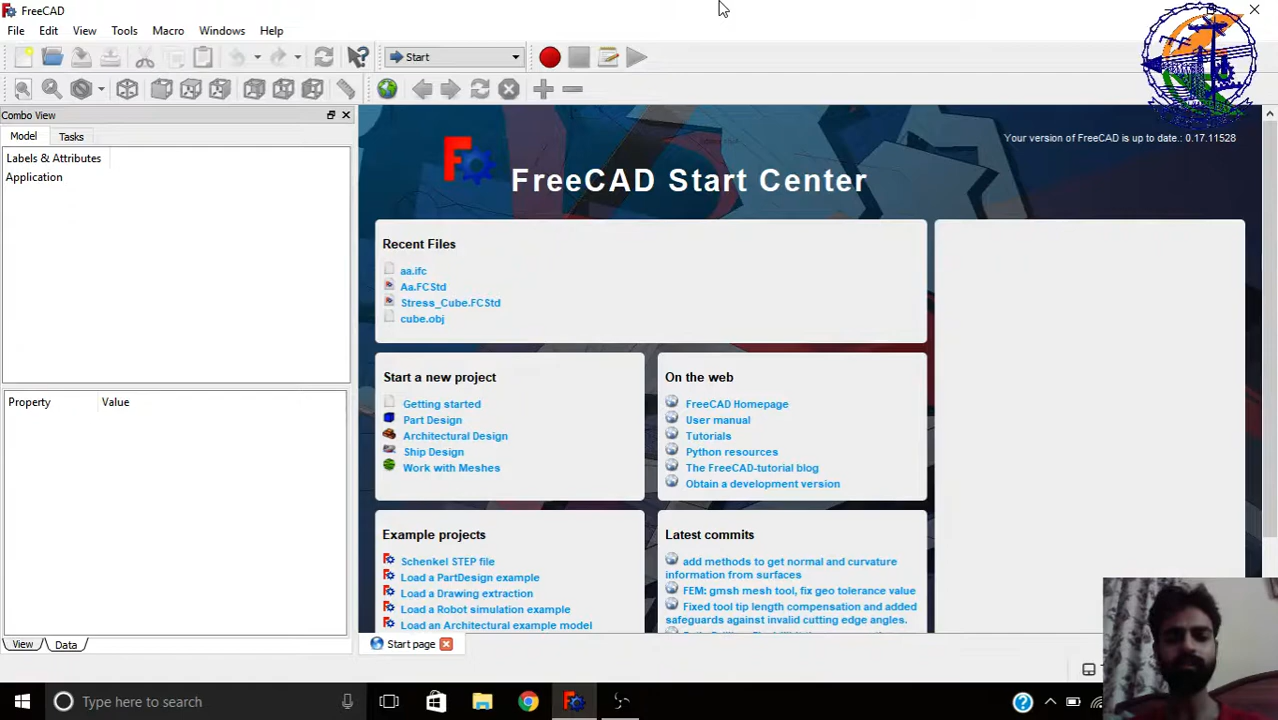 FreeCAD
File Edit View Tools Macro Windows Help
Start
Combo View
Model Tasks
Labels & Attributes
Application
Property Value
View Data
Your version of FreeCAD is up to date.: 0.17.11528
FreeCAD Start Center
Recent Files
aa.ifc
Aa.FCStd
Stress_Cube.FCStd
cube.obj
Start a new project
Getting started
Part Design
Architectural Design
Ship Design
Work with Meshes
On the web
FreeCAD Homepage
User manual
Tutorials
Python resources
The FreeCAD-tutorial blog
Obtain a development version
Example projects
Schenkel STEP file
Load a PartDesign example
Load a Drawing extraction
Load a Robot simulation example
Load an Architectural example model
Latest commits
add methods to get normal and curvature
information from surfaces
FEM: gmsh mesh tool, fix geo tolerance value
Fixed tool tip length compensation and added
safeguards against invalid cutting edge angles.
Start page
Type here to search